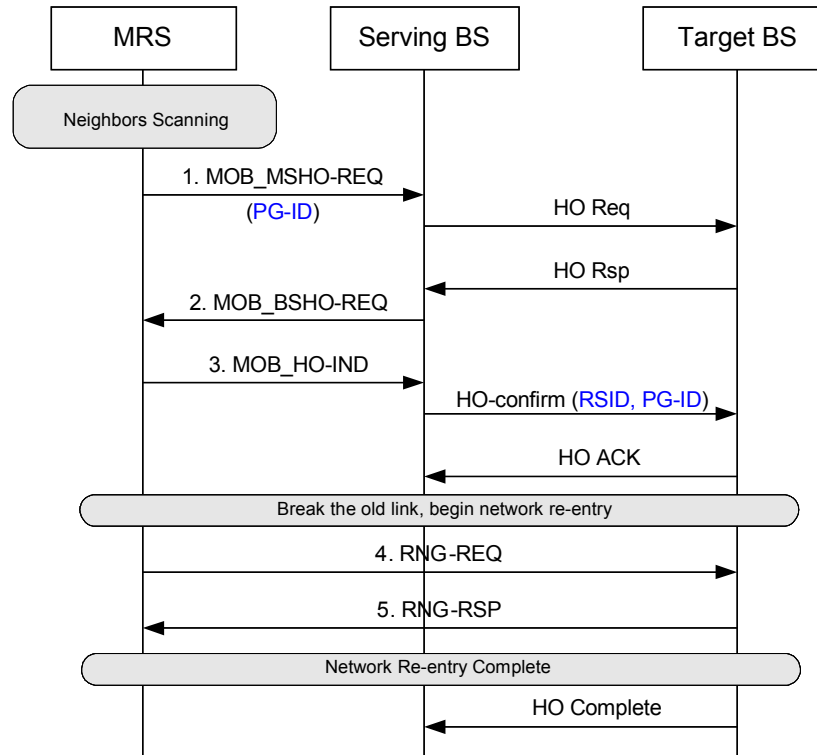 MRS
Serving BS
Target BS
Neighbors Scanning
1. MOB_MSHO-REQ
(PG-ID)
HO Req
HO Rsp
2. MOB_BSHO-REQ
3. MOB_HO-IND
HO-confirm (RSID, PG-ID)
HO ACK
Break the old link, begin network re-entry
4. RNG-REQ
5. RNG-RSP
Network Re-entry Complete
HO Complete